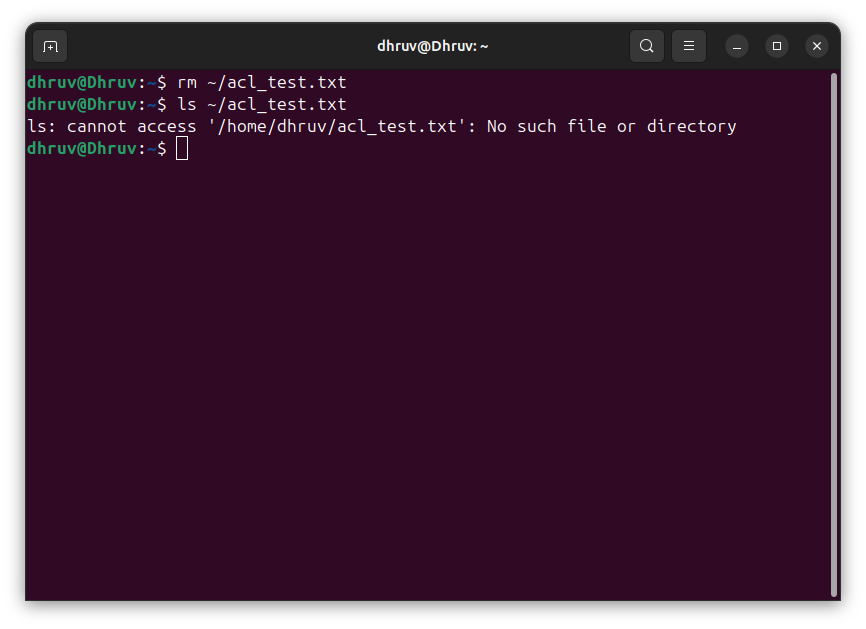 dhruv@Dhruv: ~
dhruv@Dhruv:~$ rm ~/acl_test.txt
dhruv@Dhruv:~$ ls ~/acl_test.txt
ls: cannot access '/home/dhruv/acl_test.txt': No such file or directory
dhruv@Dhruv:~$